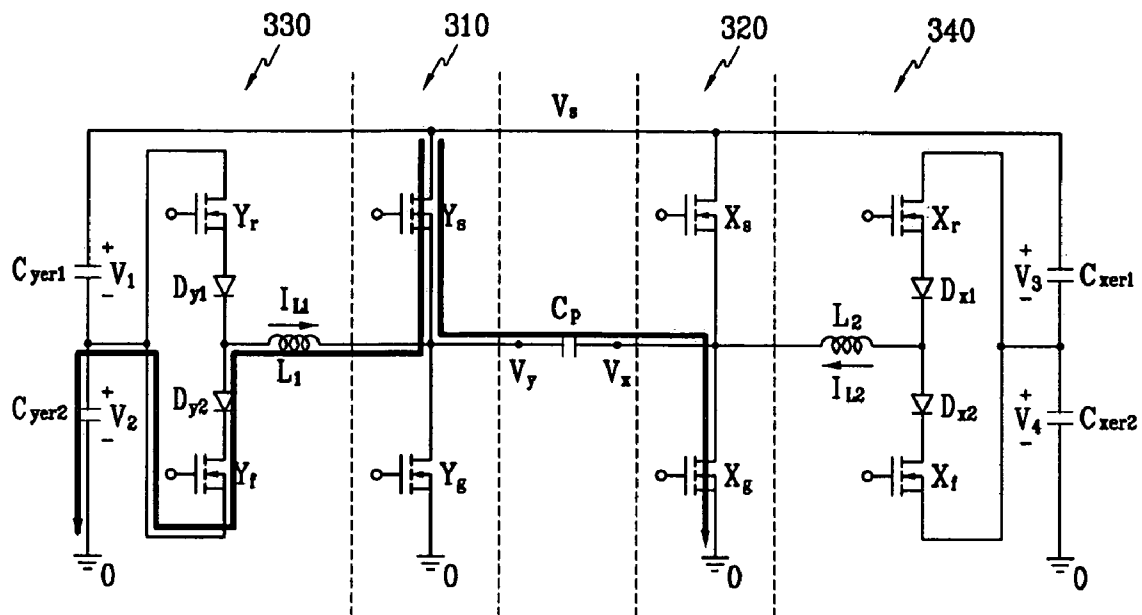 330 310 320 340
Vs
Yr Ys Xs Xr
Cyer1 + V1 − Dy1 IL1 CP L2 Dx1 + V3 − Cxer1
L1 Vy Vx IL2
Cyer2 + V2 − Dy2 Dx2 + V4 − Cxer2
Yf Yg Xg Xf
0 0 0 0